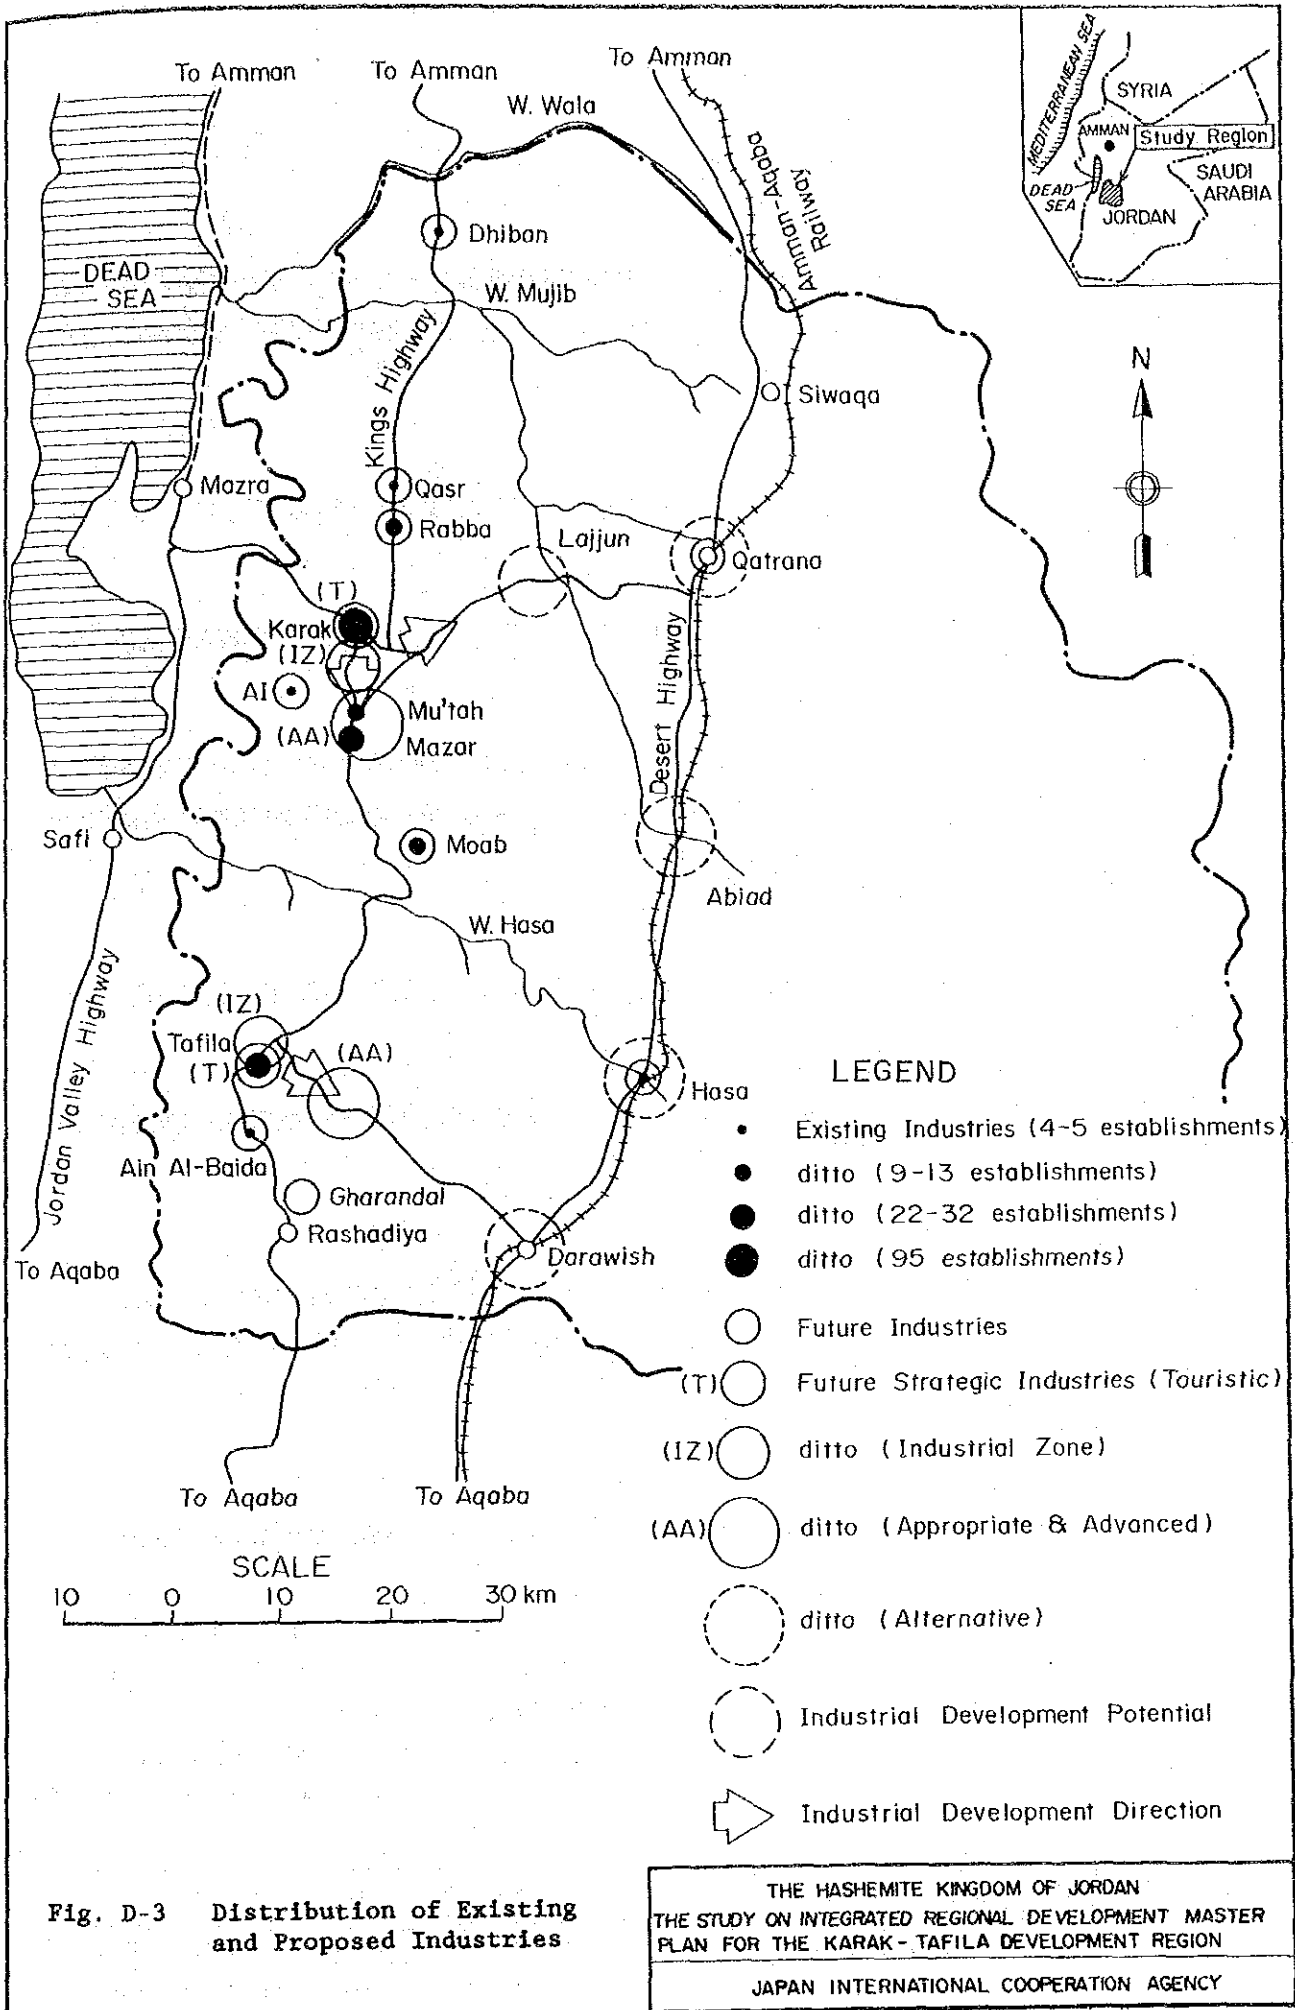 To Amman
To Amman
To Amman
W. Wala
Amman-Aqaba
Railway
MEDITERRANEAN SEA
SYRIA
AMMAN
Study Region
DEAD
SEA
SAUDI
ARABIA
JORDAN
Dhiban
DEAD
SEA
W. Mujib
Kings Highway
N
Siwaqa
Mazra
Qasr
Rabba
Lajjun
Qatrana
(T)
Karak
(IZ)
AI
Mu'tah
(AA)
Mazar
Desert Highway
Safi
Moab
Abiad
W. Hasa
Jordan Valley Highway
(IZ)
Tafila
(T)
(AA)
Hasa
Ain Al-Baida
Gharandal
Rashadiya
Darawish
To Aqaba
To Aqaba
To Aqaba
LEGEND
Existing Industries (4-5 establishments)
ditto (9-13 establishments)
ditto (22-32 establishments)
ditto (95 establishments)
Future Industries
(T) Future Strategic Industries (Touristic)
(IZ) ditto (Industrial Zone)
(AA) ditto (Appropriate & Advanced)
ditto (Alternative)
Industrial Development Potential
Industrial Development Direction
SCALE
10 0 10 20 30 km
Fig. D-3 Distribution of Existing
and Proposed Industries
THE HASHEMITE KINGDOM OF JORDAN
THE STUDY ON INTEGRATED REGIONAL DEVELOPMENT MASTER
PLAN FOR THE KARAK - TAFILA DEVELOPMENT REGION
JAPAN INTERNATIONAL COOPERATION AGENCY